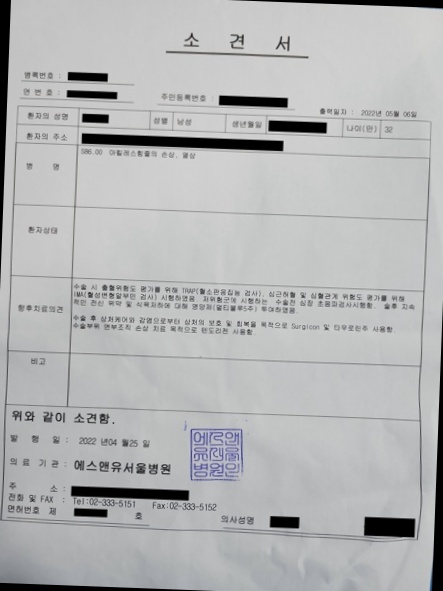 소 견 서
병록번호 :
연 번호 :
주민등록번호 :
출력일자 : 2022년 05월 06일
환자의 성명 성별 남성 생년월일 나이(만) 32
환자의 주소
병 명 S86.00 아킬레스힘줄의 손상, 열상
환자상태
수술 시 출혈위험도 평가를 위해 TRAP(혈소판응집능 검사), 심근허혈 및 심혈관계 위험도 평가를 위해
IMA(혈성변형알부민 검사) 시행하였음. 저위험군에 시행하는 수술전 심장 초음파검사시행함. 술후 지속
향후치료의견 적인 전신 위약 및 식욕저하에 대해 영양제(멀티블루5주) 투여하였음.
수술 후 상처케어와 감염으로부터 상처의 보호 및 회복을 목적으로 Surgicon 및 타우로린주 사용함.
수술부위 연부조직 손상 치료 목적으로 반도리전 사용함.
비고
위와 같이 소견함.
발 행 일 : 2022 년04 월25 일
의 료 기 관 : 에스앤유서울병원
에스앤
유서울
병원인
주 소 :
전화 및 FAX : Tel:02-333-5151 Fax:02-333-5152
면허번호 제 호 의사성명